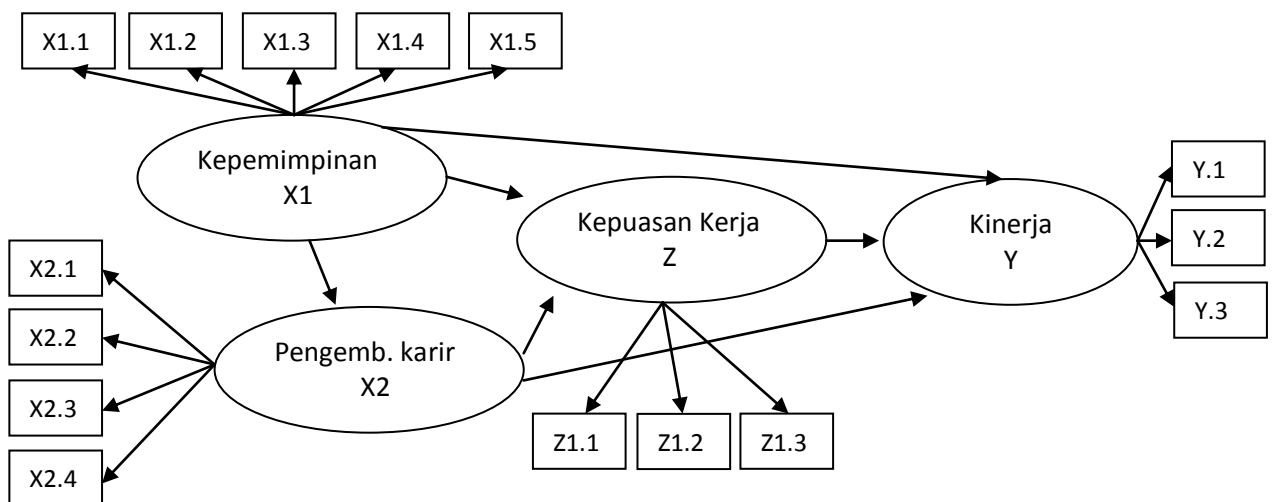 X1.1
X1.2
X1.3
X1.4
X1.5
Kepemimpinan
X1
Kepuasan Kerja
Z
Kinerja
Y
Y.1
Y.2
Y.3
X2.1
X2.2
X2.3
X2.4
Pengemb. karir
X2
Z1.1
Z1.2
Z1.3